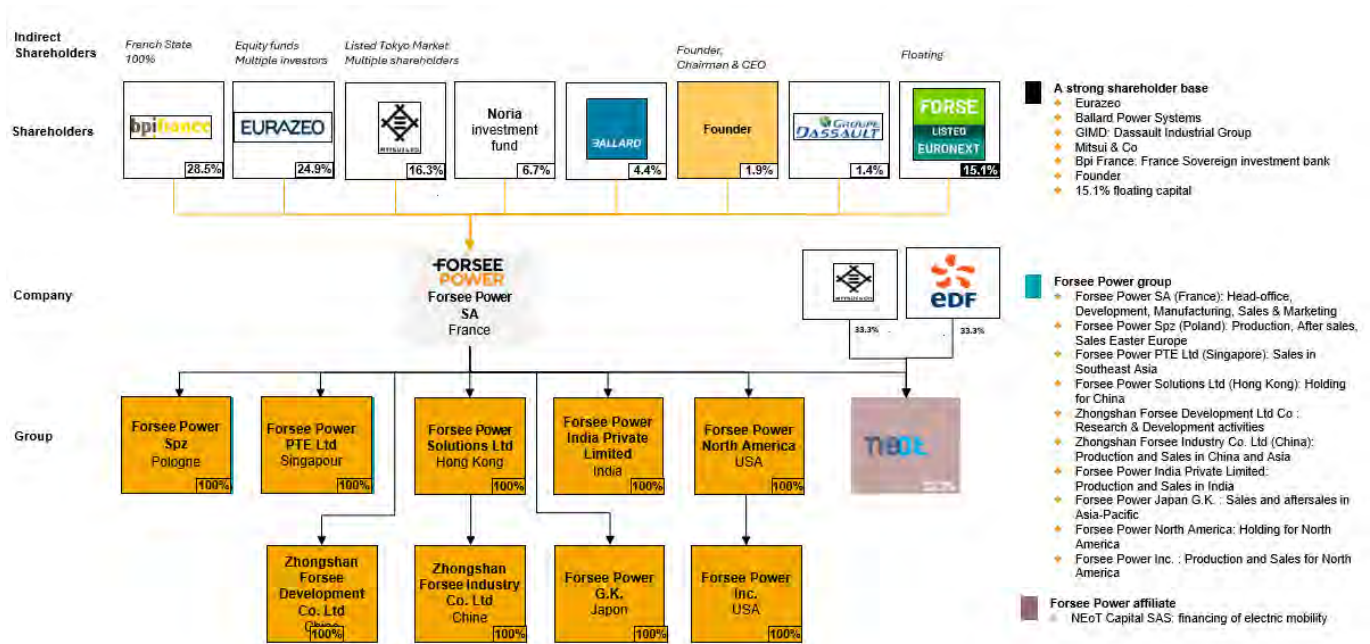 Indirect
Shareholders
French State
100%
Equity funds
Multiple investors
Listed Tokyo Market
Multiple shareholders
Founder,
Chairman & CEO
Floating
Shareholders
bpifrance
28.5%
EURAZEO
24.9%
MITSUI & CO.
16.3%
Noria
investment
fund
6.7%
BALLARD
4.4%
Founder
1.9%
GROUPE
DASSAULT
1.4%
FORSE
LISTED
EURONEXT
15.1%
A strong shareholder base
Eurazeo
Ballard Power Systems
GIMD: Dassault Industrial Group
Mitsui & Co
Bpi France: France Sovereign investment bank
Founder
15.1% floating capital
Company
FORSEE
POWER
Forsee Power
SA
France
MITSUI & CO.
33.3%
eDF
33.3%
Forsee Power group
Forsee Power SA (France): Head-office,
Development, Manufacturing, Sales & Marketing
Forsee Power Spz (Poland): Production, After sales,
Sales Easter Europe
Forsee Power PTE Ltd (Singapore): Sales in
Southeast Asia
Forsee Power Solutions Ltd (Hong Kong): Holding
for China
Zhongshan Forsee Development Ltd Co :
Research & Development activities
Zhongshan Forsee Industry Co. Ltd (China):
Production and Sales in China and Asia
Forsee Power India Private Limited:
Production and Sales in India
Forsee Power Japan G.K. : Sales and aftersales in
Asia-Pacific
Forsee Power North America: Holding for North
America
Forsee Power Inc. : Production and Sales for North
America
Group
Forsee Power
Spz
Pologne
100%
Forsee Power
PTE Ltd
Singapour
100%
Forsee Power
Solutions Ltd
Hong Kong
100%
Forsee Power
India Private
Limited
India
100%
Forsee Power
North America
USA
100%
neot
Zhongshan
Forsee
Development
Co. Ltd
China
100%
Zhongshan
Forsee Industry
Co. Ltd
China
100%
Forsee Power
G.K.
Japon
100%
Forsee Power
Inc.
USA
100%
Forsee Power affiliate
NEoT Capital SAS: financing of electric mobility